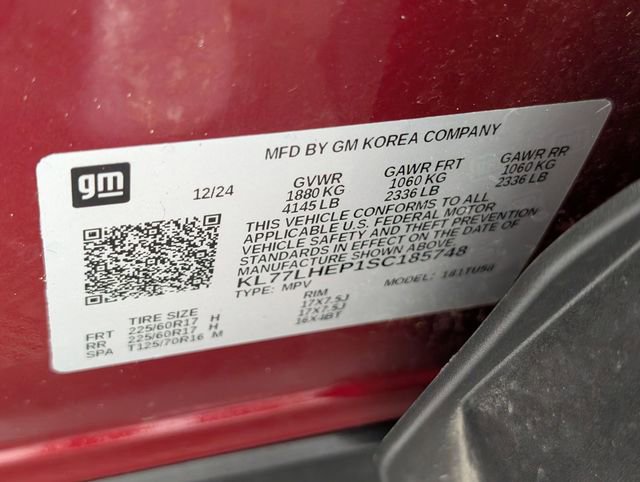 MFD BY GM KOREA COMPANY
gm
12/24
GVWR
1880 KG
4145 LB
GAWR FRT
1060 KG
2336 LB
GAWR RR
1060 KG
2336 LB
THIS VEHICLE CONFORMS TO ALL
APPLICABLE U.S. FEDERAL MOTOR
VEHICLE SAFETY AND THEFT PREVENTION
STANDARDS IN EFFECT ON THE DATE OF
MANUFACTURE SHOWN ABOVE
KL77LHEP1SC185748
TYPE: MPV
MODEL: 1S1TU58
TIRE SIZE
RIM
FRT 225/60R17 H 17X7.5J
RR 225/60R17 H 17X7.5J
SPA T125/70R16 M 16X4BT